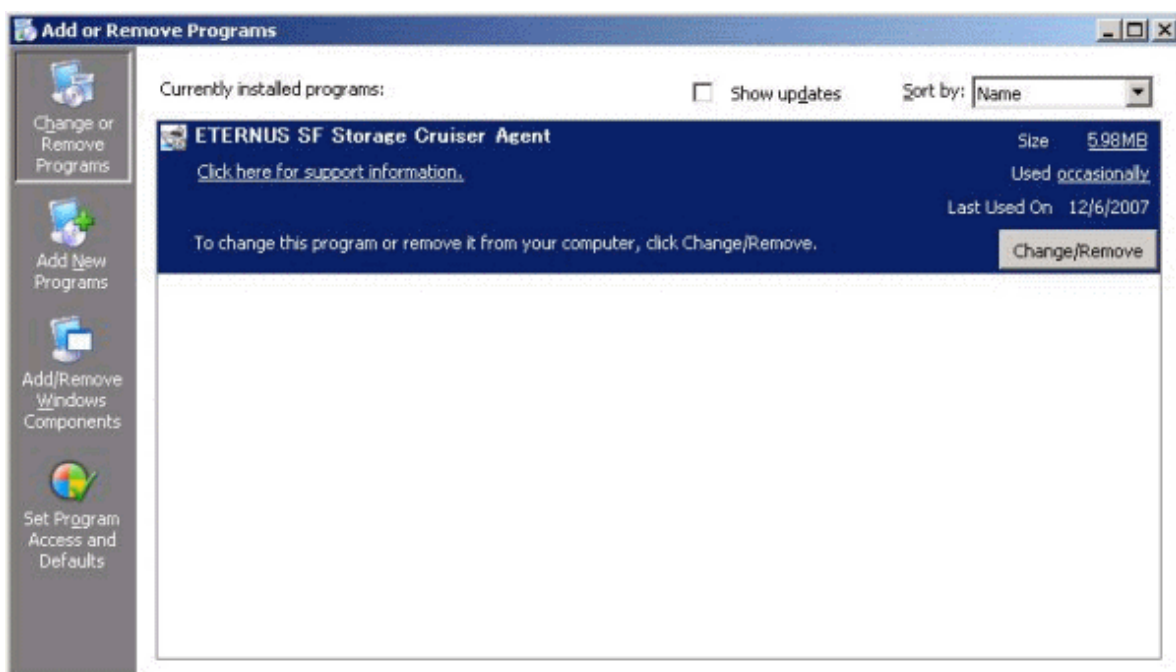 Add or Remove Programs
Change or
Remove
Programs
Add New
Programs
Add/Remove
Windows
Components
Set Program
Access and
Defaults
Currently installed programs:
Show updates
Sort by: Name
ETERNUS SF Storage Cruiser Agent
Size 5.98MB
Click here for support information.
Used occasionally
Last Used On 12/6/2007
To change this program or remove it from your computer, click Change/Remove.
Change/Remove